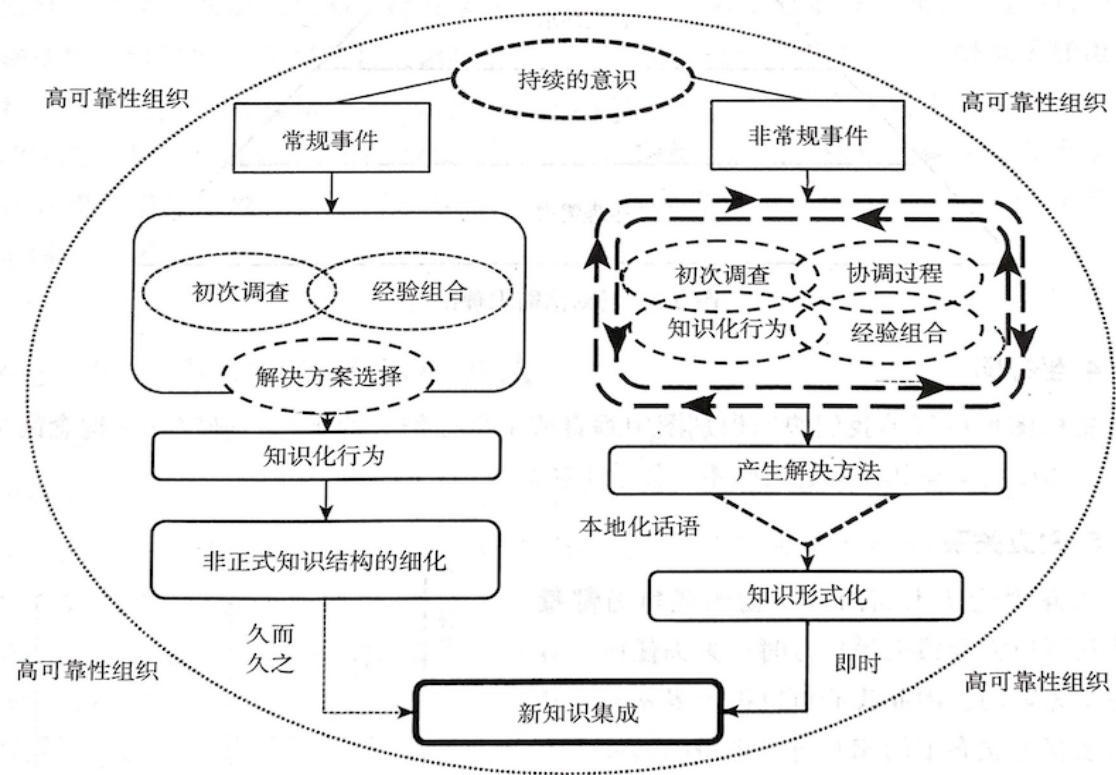 持续的意识
高可靠性组织
高可靠性组织
常规事件
非常规事件
初次调查
经验组合
解决方案选择
初次调查
协调过程
知识化行为
经验组合
知识化行为
产生解决方法
本地化话语
非正式知识结构的细化
知识形式化
久而
久之
即时
高可靠性组织
高可靠性组织
新知识集成